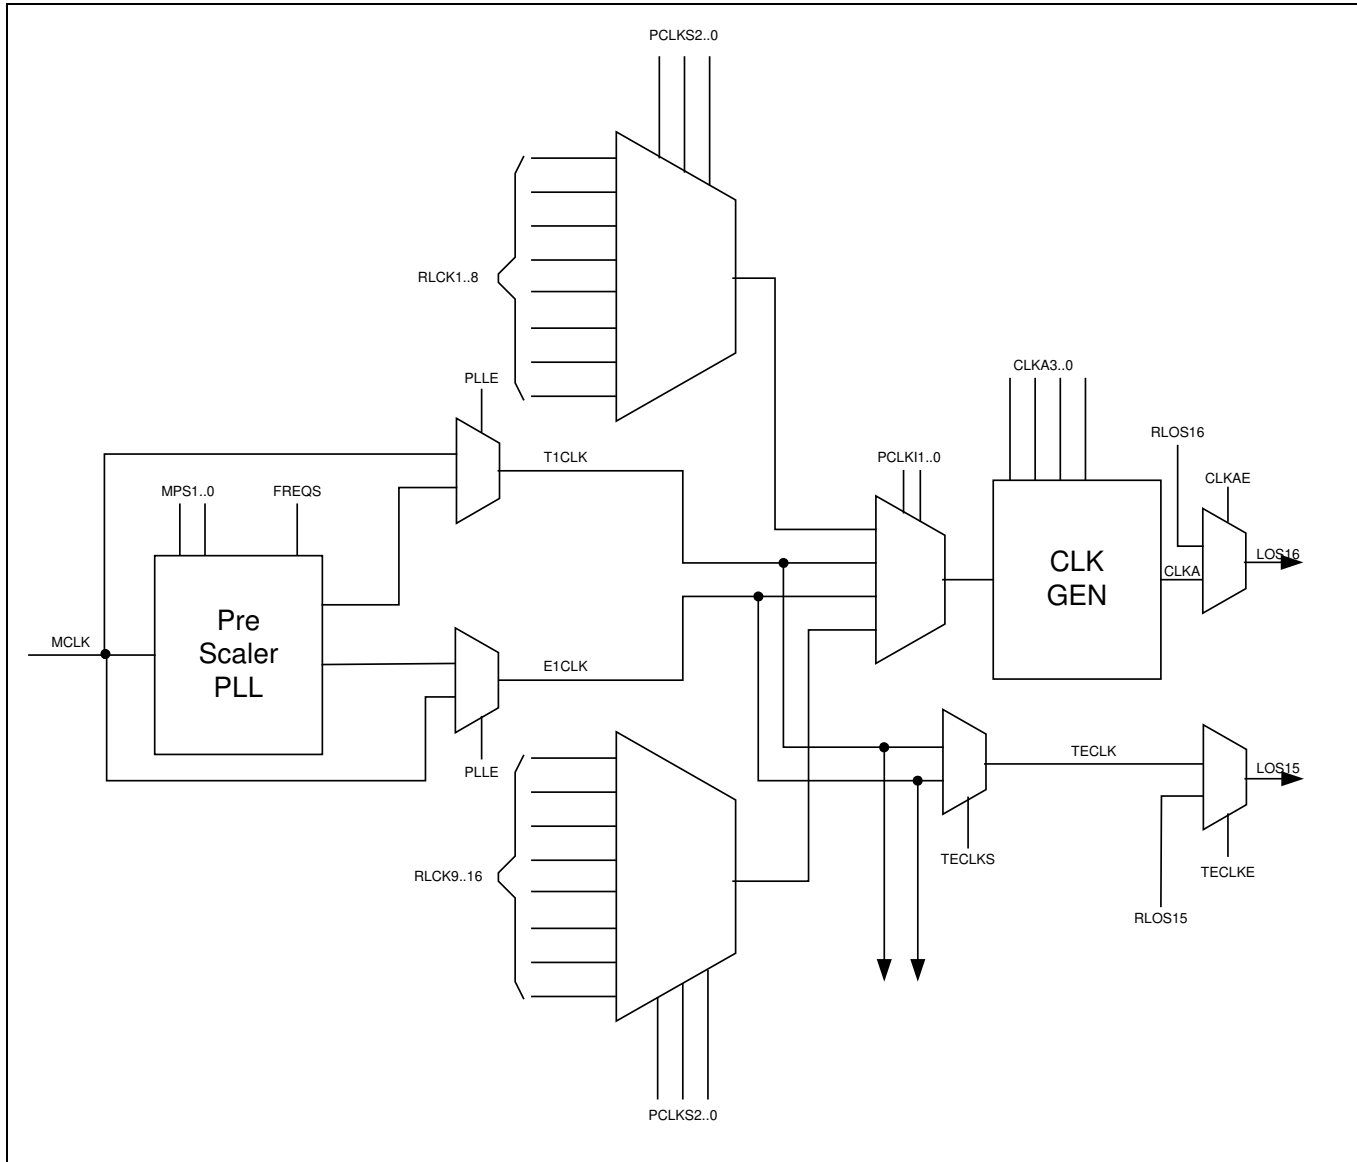 PCLKS2..0
RLCK1..8
PLLE
CLKA3..0
RLOS16
T1CLK
PCLKI1..0
CLKAE
MPS1..0
FREQS
LOS16
CLK
GEN
CLKA
Pre
Scaler
PLL
MCLK
E1CLK
PLLE
TECLK
LOS15
TECLKS
TECLKE
RLCK9..16
RLOS15
PCLKS2..0